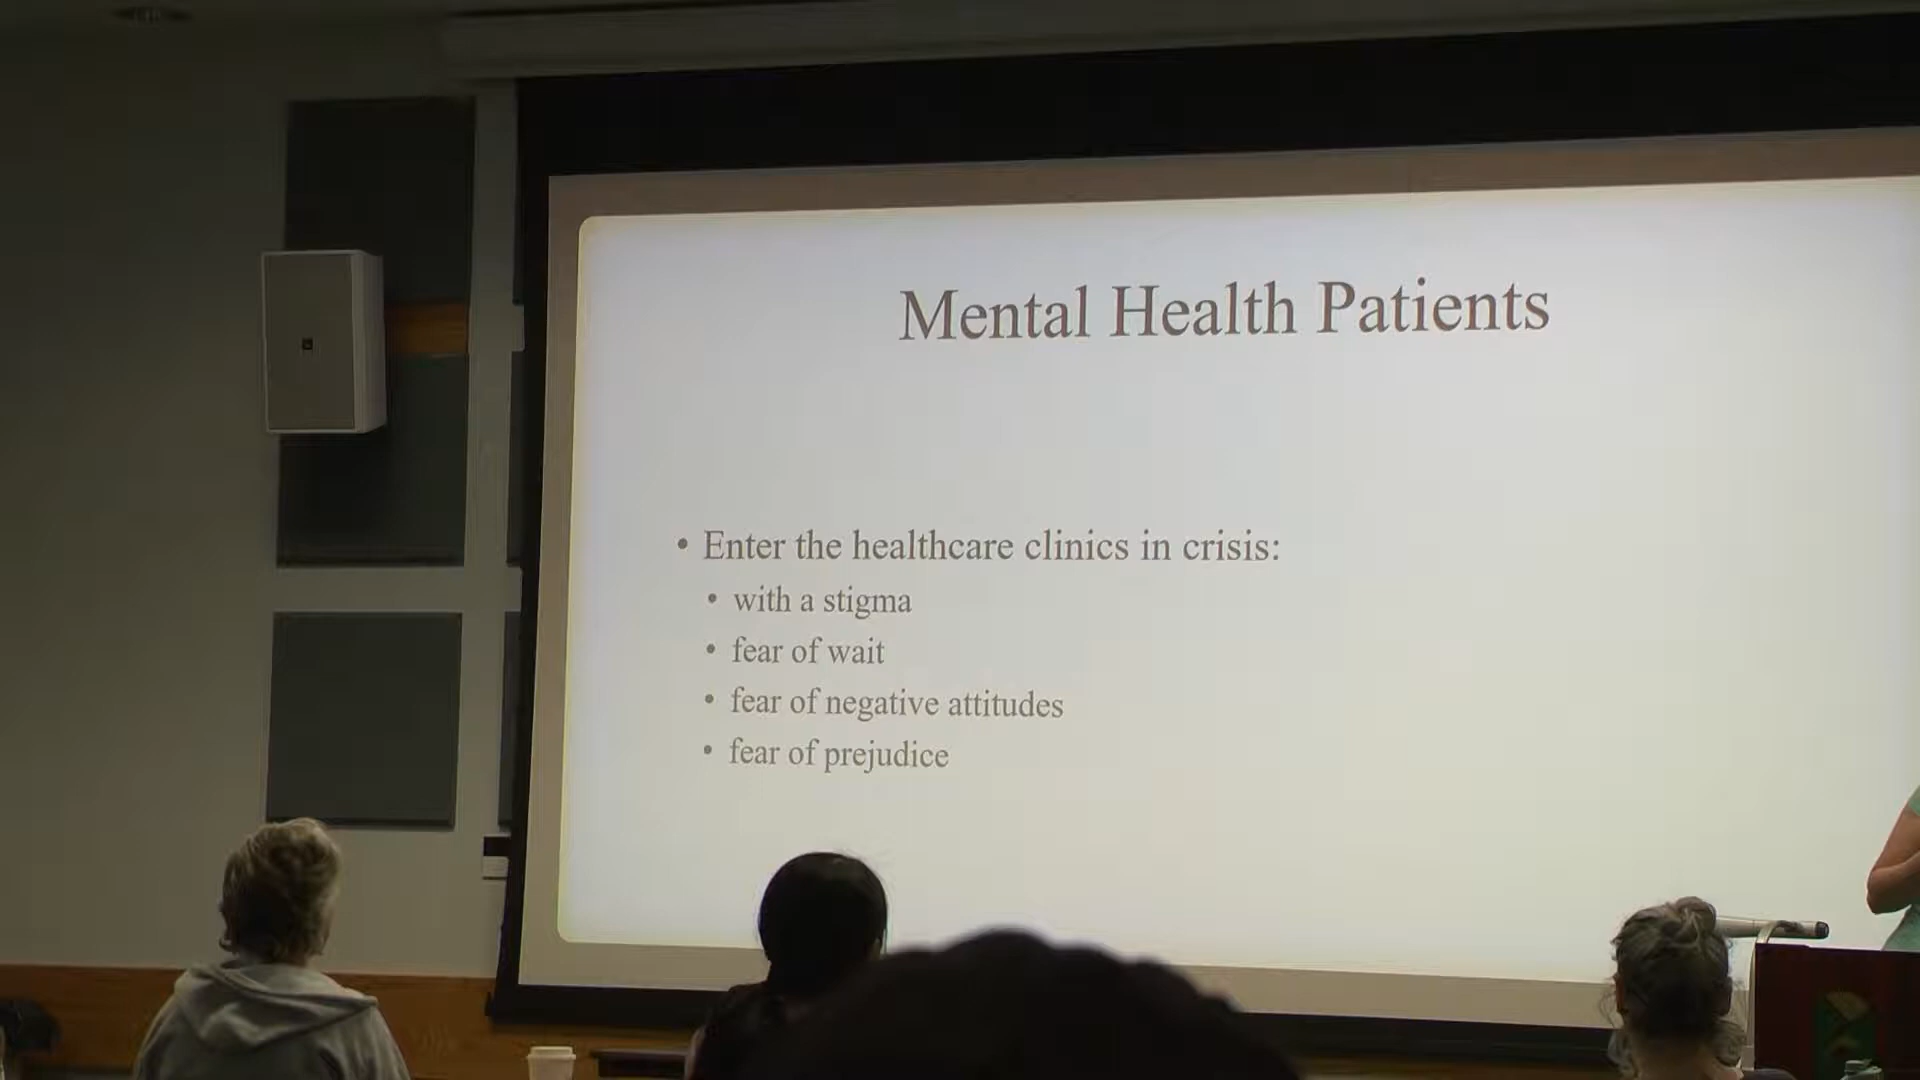 Mental Health Patients
• Enter the healthcare clinics in crisis:
• with a stigma
• fear of wait
• fear of negative attitudes
• fear of prejudice